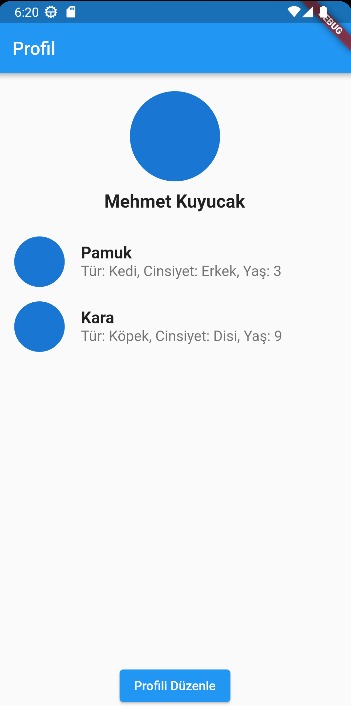 6:20
DEBUG
Profil
Mehmet Kuyucak
Pamuk
Tür: Kedi, Cinsiyet: Erkek, Yaş: 3
Kara
Tür: Köpek, Cinsiyet: Disi, Yaş: 9
Profili Düzenle